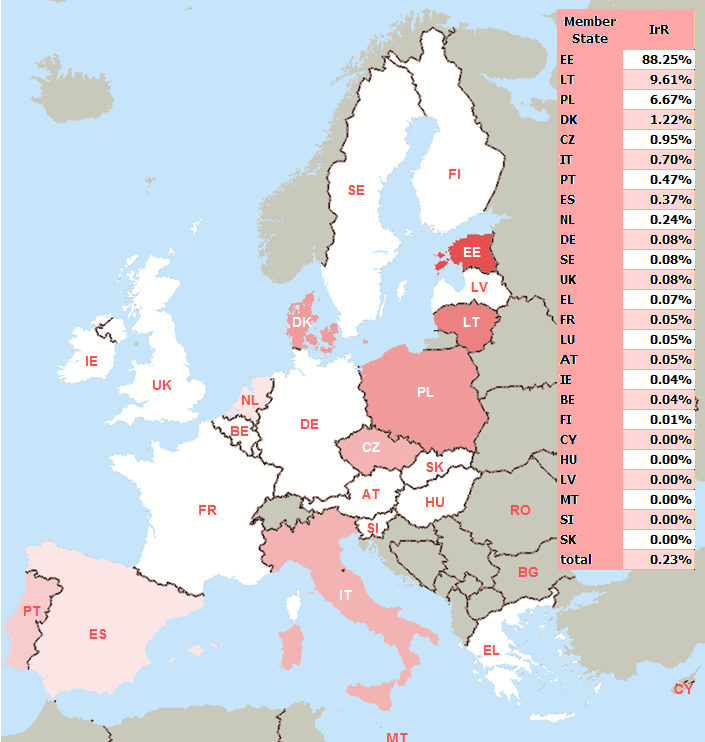 Member State IrR
EE 88.25%
LT 9.61%
PL 6.67%
DK 1.22%
CZ 0.95%
IT 0.70%
PT 0.47%
ES 0.37%
NL 0.24%
DE 0.08%
SE 0.08%
UK 0.08%
EL 0.07%
FR 0.05%
LU 0.05%
AT 0.05%
IE 0.04%
BE 0.04%
FI 0.01%
CY 0.00%
HU 0.00%
LV 0.00%
MT 0.00%
SI 0.00%
SK 0.00%
total 0.23%
FI
SE
EE
LV
LT
DK
IE
UK
NL
PL
DE
BE
CZ
SK
AT
HU
FR
RO
SI
BG
IT
PT
ES
EL
CY
MT